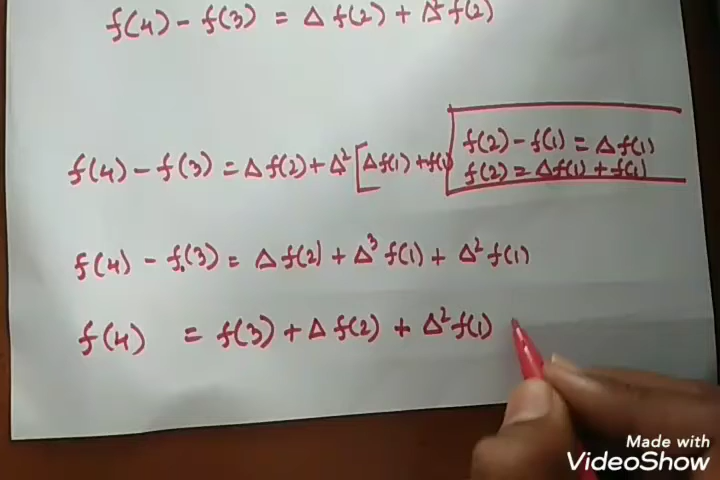 f(4) - f(3) = Δ f(2) + Δ² f(2)
f(2) - f(1) = Δ f(1)
f(4) - f(3) = Δ f(2) + Δ² [Δ f(1) + f(1)
f(2) = Δ f(1) + f(1)
f(4) - f(3) = Δ f(2) + Δ³ f(1) + Δ² f(1)
f(4) = f(3) + Δ f(2) + Δ² f(1)
Made with
VideoShow